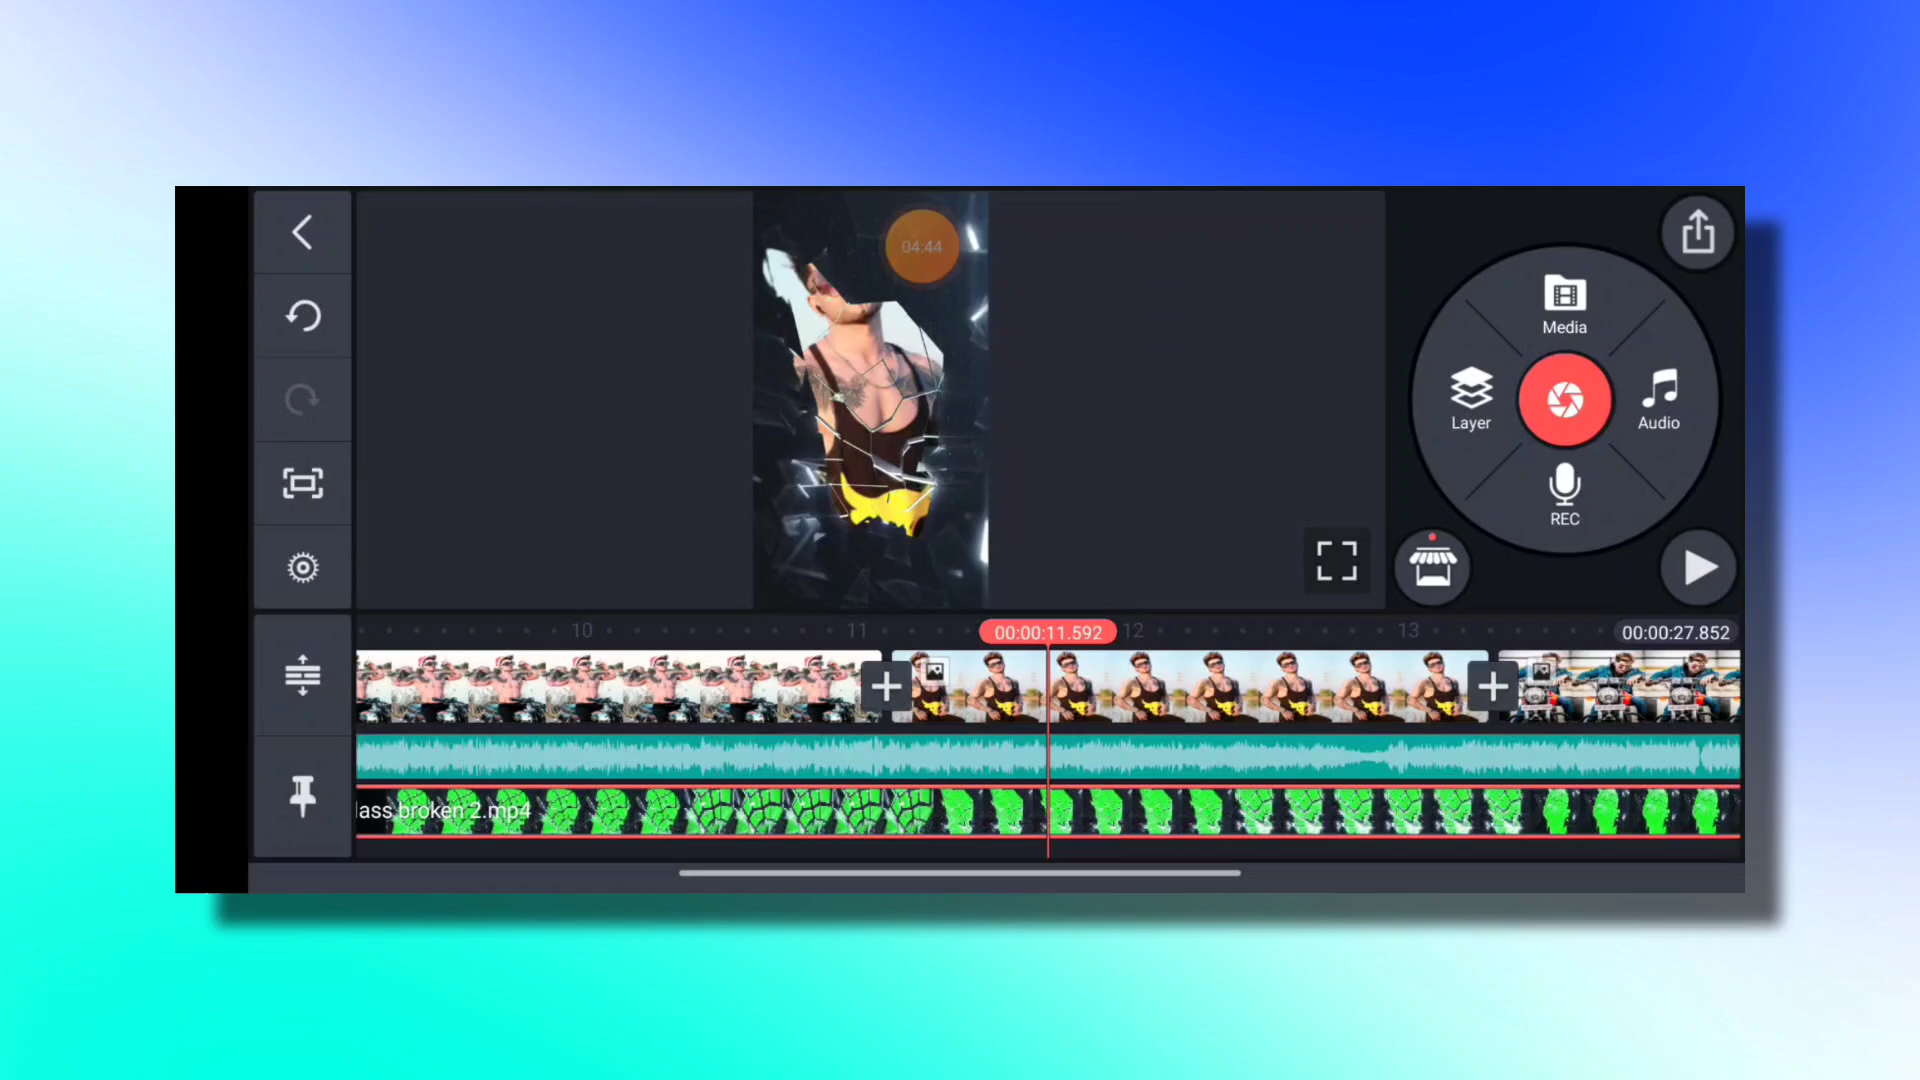 04:44
Media
Layer
Audio
REC
10
11
00:00:11.592
12
13
00:00:27.852
lass broken 2.mp4